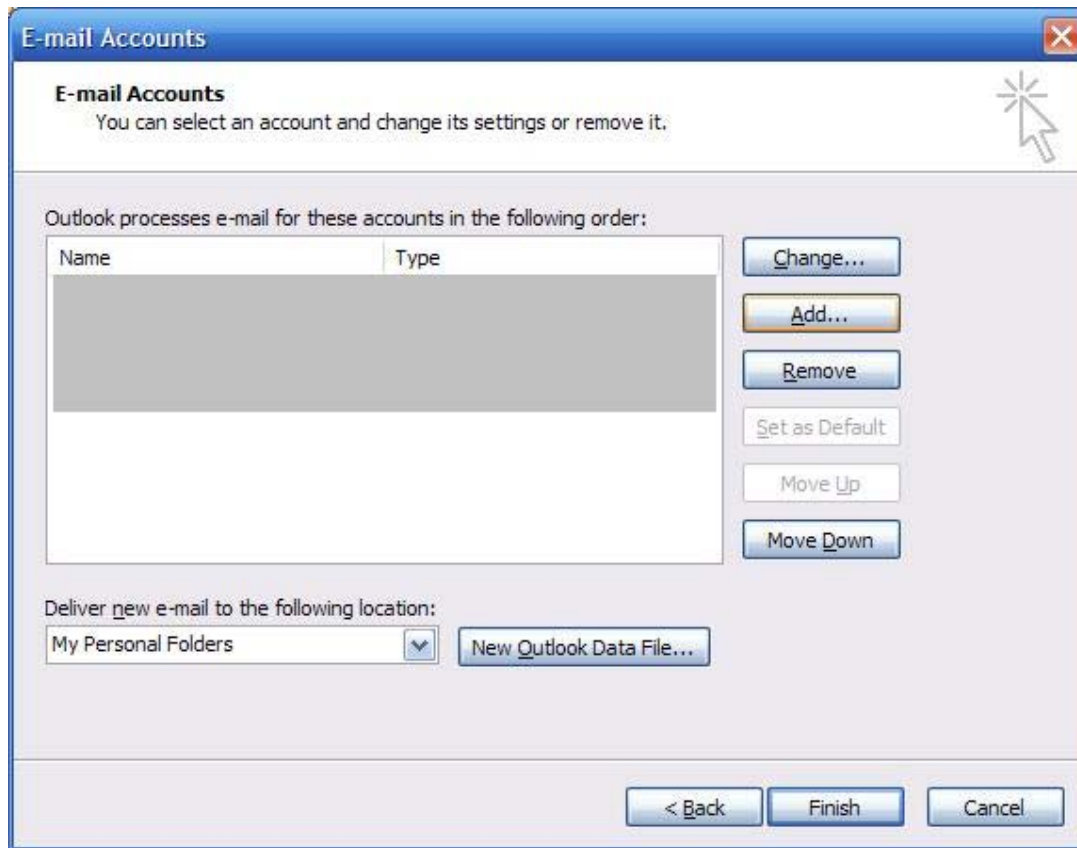 E-mail Accounts
E-mail Accounts
You can select an account and change its settings or remove it.
Outlook processes e-mail for these accounts in the following order:
Name Type
Change...
Add...
Remove
Set as Default
Move Up
Move Down
Deliver new e-mail to the following location:
My Personal Folders New Outlook Data File...
< Back Finish Cancel